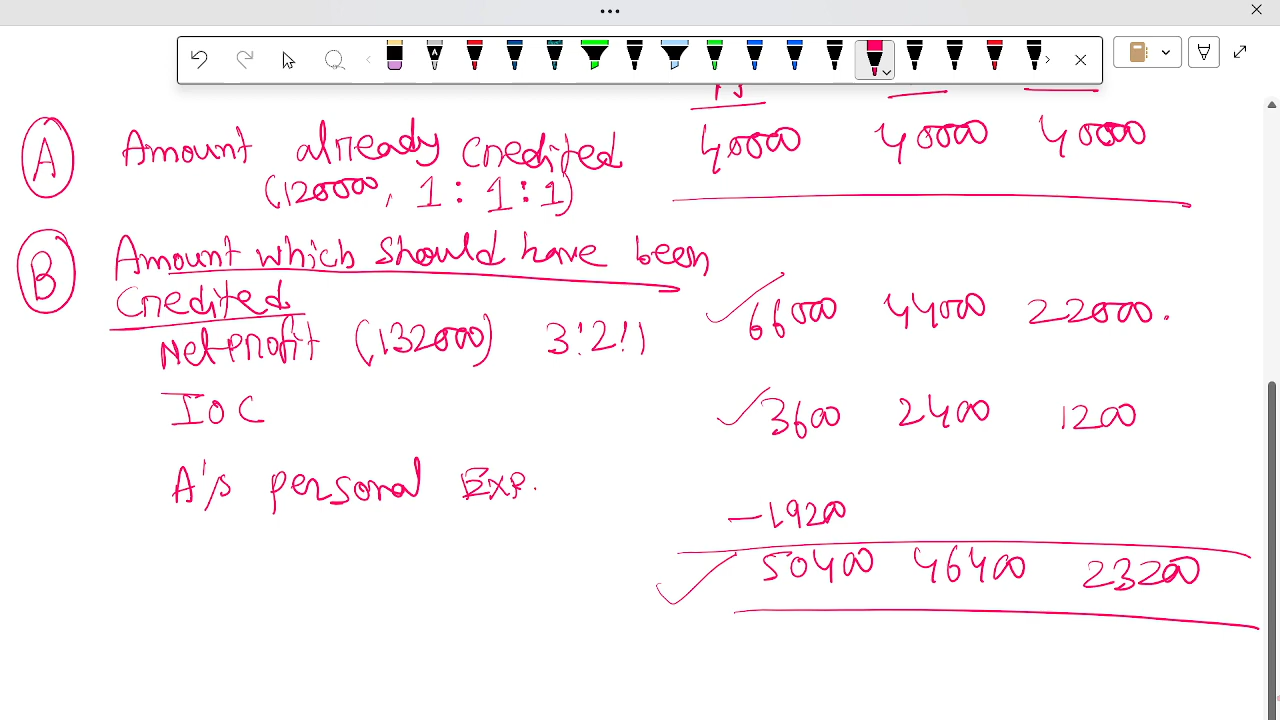 A Amount already Credited 40000 40000 40000
(120000, 1 : 1 : 1)
B Amount which should have been
Credited 66000 44000 22000.
Net profit (132000) 3:2:1
IOC 3600 2400 1200
A's personal Exp.
-19200
50400 46400 23200